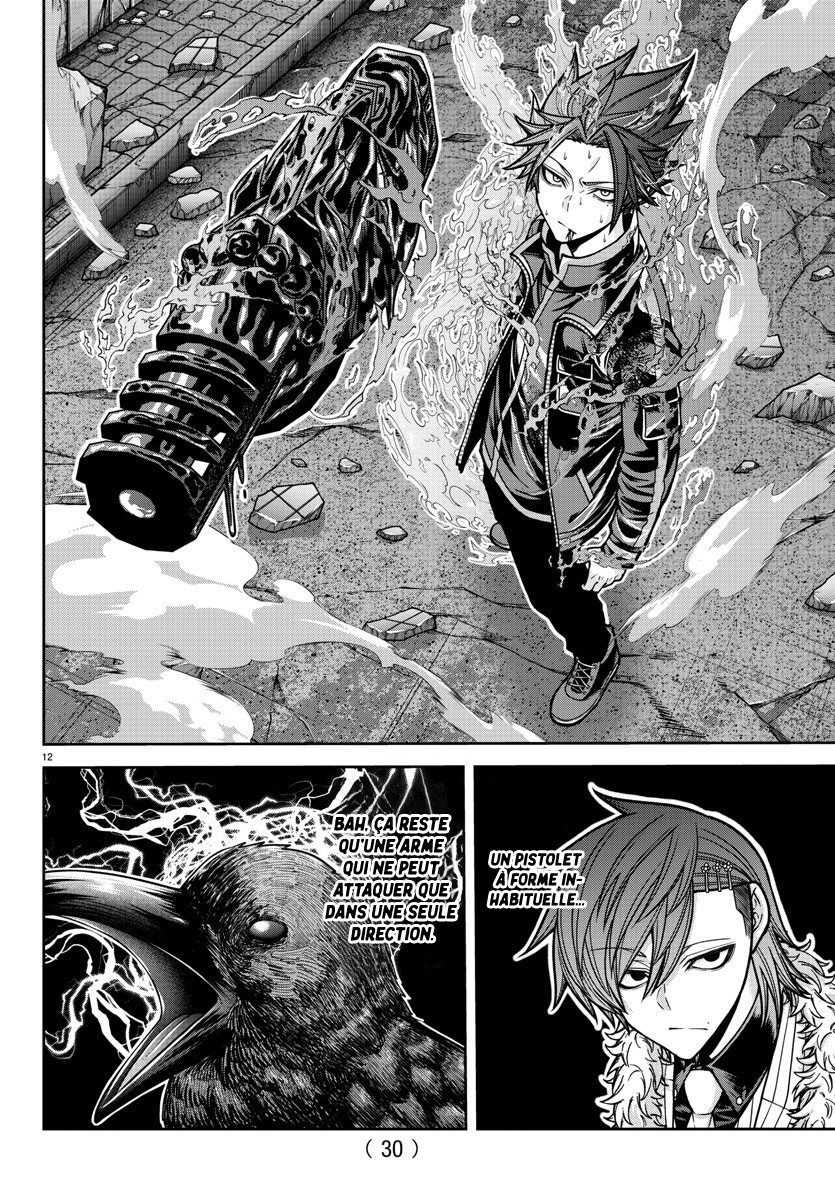 12
UN PISTOLET
À FORME IN-
HABITUELLE...
BAH, ÇA RESTE
QU'UNE ARME
QUI NE PEUT
ATTAQUER QUE
DANS UNE SEULE
DIRECTION.
( 30 )